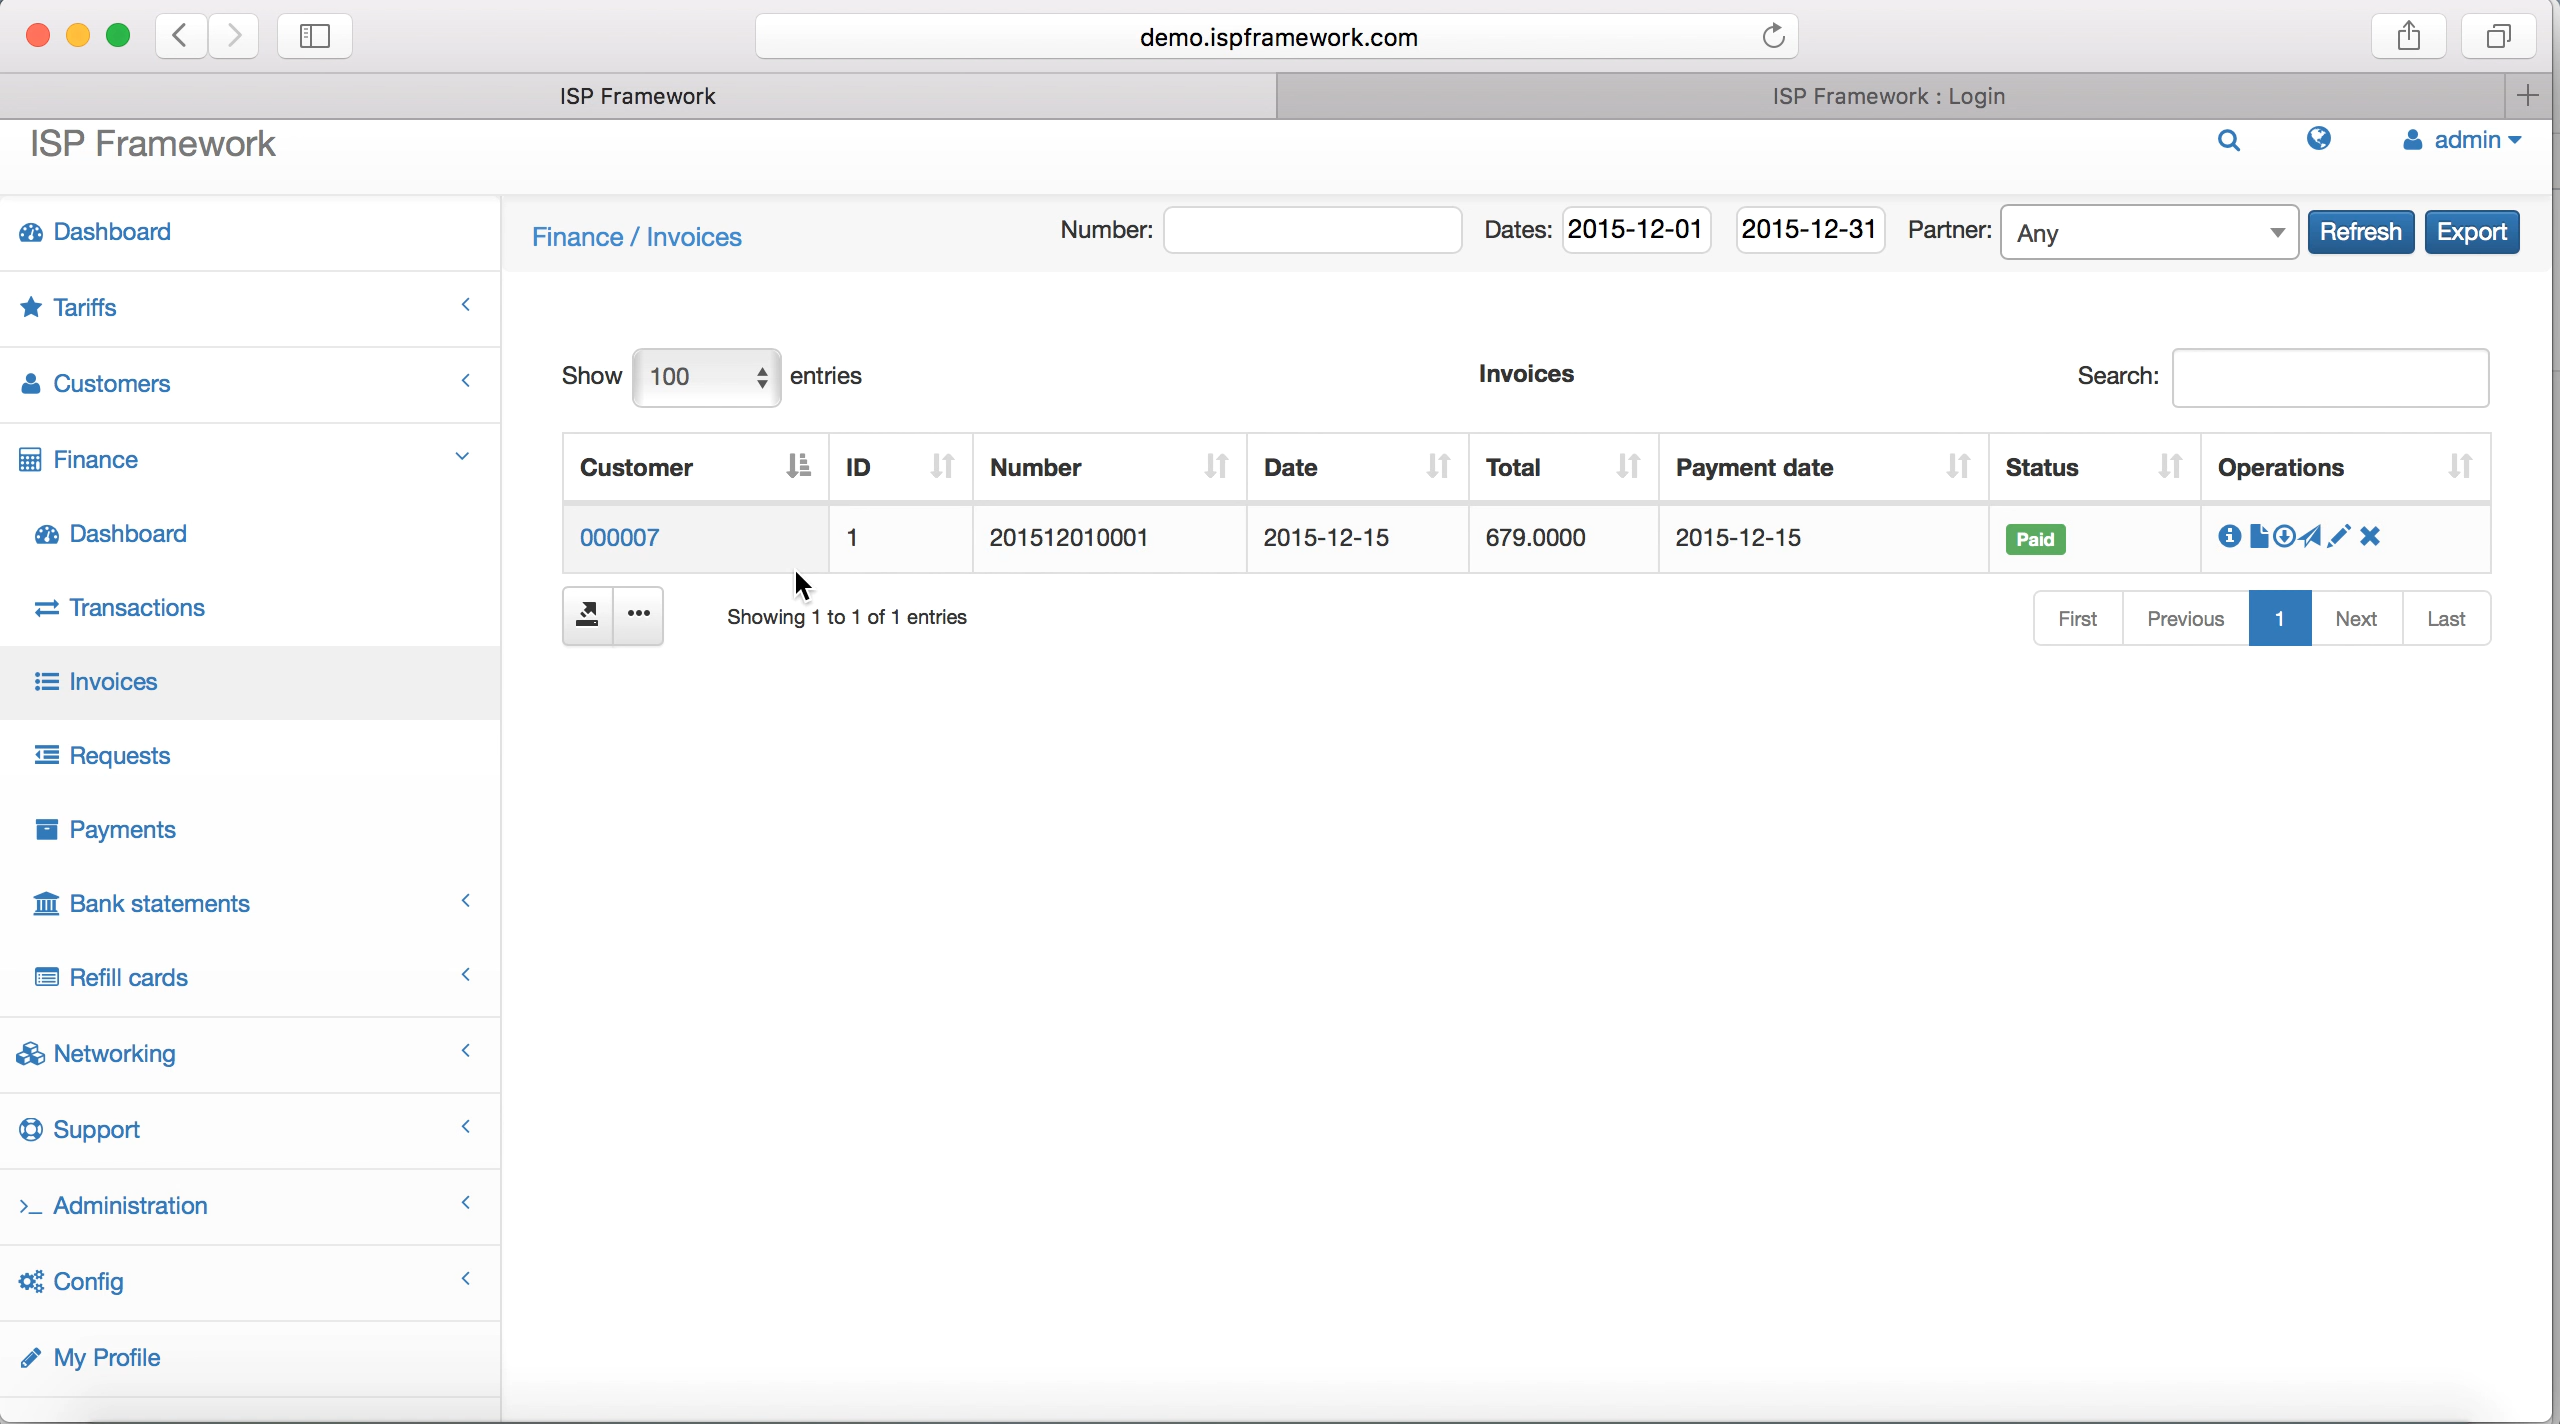 demo.ispframework.com
ISP Framework
ISP Framework : Login
ISP Framework
admin
Dashboard
Tariffs
Customers
Finance
Dashboard
Transactions
Invoices
Requests
Payments
Bank statements
Refill cards
Networking
Support
Administration
Config
My Profile
Finance / Invoices
Number:
Dates: 2015-12-01 2015-12-31
Partner: Any
Refresh
Export
Show 100 entries
Invoices
Search:
Customer ID Number Date Total Payment date Status Operations
000007 1 201512010001 2015-12-15 679.0000 2015-12-15 Paid
Showing 1 to 1 of 1 entries
First Previous 1 Next Last